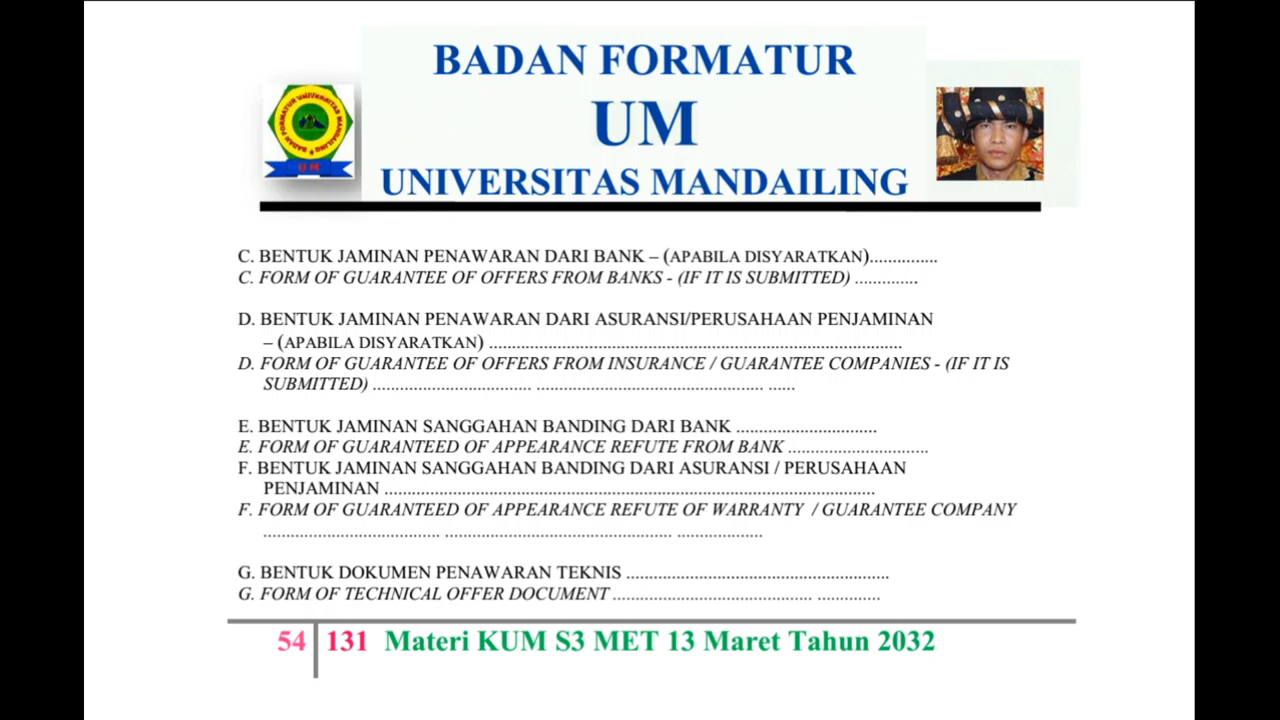 BADAN FORMATUR
UM
UNIVERSITAS MANDAILING
BADAN FORMATUR UNIVERSITAS MANDAILING
U M
C. BENTUK JAMINAN PENAWARAN DARI BANK – (APABILA DISYARATKAN)...............
C. FORM OF GUARANTEE OF OFFERS FROM BANKS - (IF IT IS SUBMITTED) ..............
D. BENTUK JAMINAN PENAWARAN DARI ASURANSI/PERUSAHAAN PENJAMINAN
– (APABILA DISYARATKAN) ............................................................................................
D. FORM OF GUARANTEE OF OFFERS FROM INSURANCE / GUARANTEE COMPANIES - (IF IT IS
SUBMITTED) ................................... .................................................. ......
E. BENTUK JAMINAN SANGGAHAN BANDING DARI BANK ...............................
E. FORM OF GUARANTEED OF APPEARANCE REFUTE FROM BANK ...............................
F. BENTUK JAMINAN SANGGAHAN BANDING DARI ASURANSI / PERUSAHAAN
PENJAMINAN .............................................................................................................
F. FORM OF GUARANTEED OF APPEARANCE REFUTE OF WARRANTY / GUARANTEE COMPANY
....................................... .................................................. ...................
G. BENTUK DOKUMEN PENAWARAN TEKNIS ..........................................................
G. FORM OF TECHNICAL OFFER DOCUMENT ............................................ ..............
54 131 Materi KUM S3 MET 13 Maret Tahun 2032